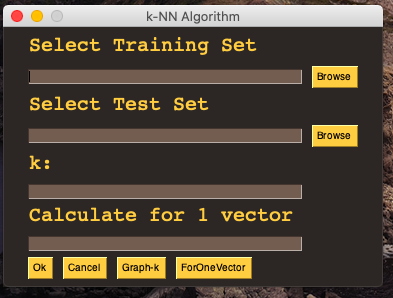 k-NN Algorithm
Select Training Set
Browse
Select Test Set
Browse
k:
Calculate for 1 vector
Ok Cancel Graph-k ForOneVector